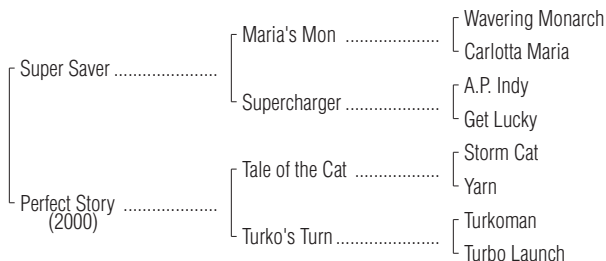 Wavering Monarch
Maria's Mon ....................
Carlotta Maria
Super Saver ......................
A.P. Indy
Supercharger ....................
Get Lucky
Storm Cat
Tale of the Cat ..................
Yarn
Perfect Story ....................
(2000)
Turkoman
Turko's Turn ......................
Turbo Launch